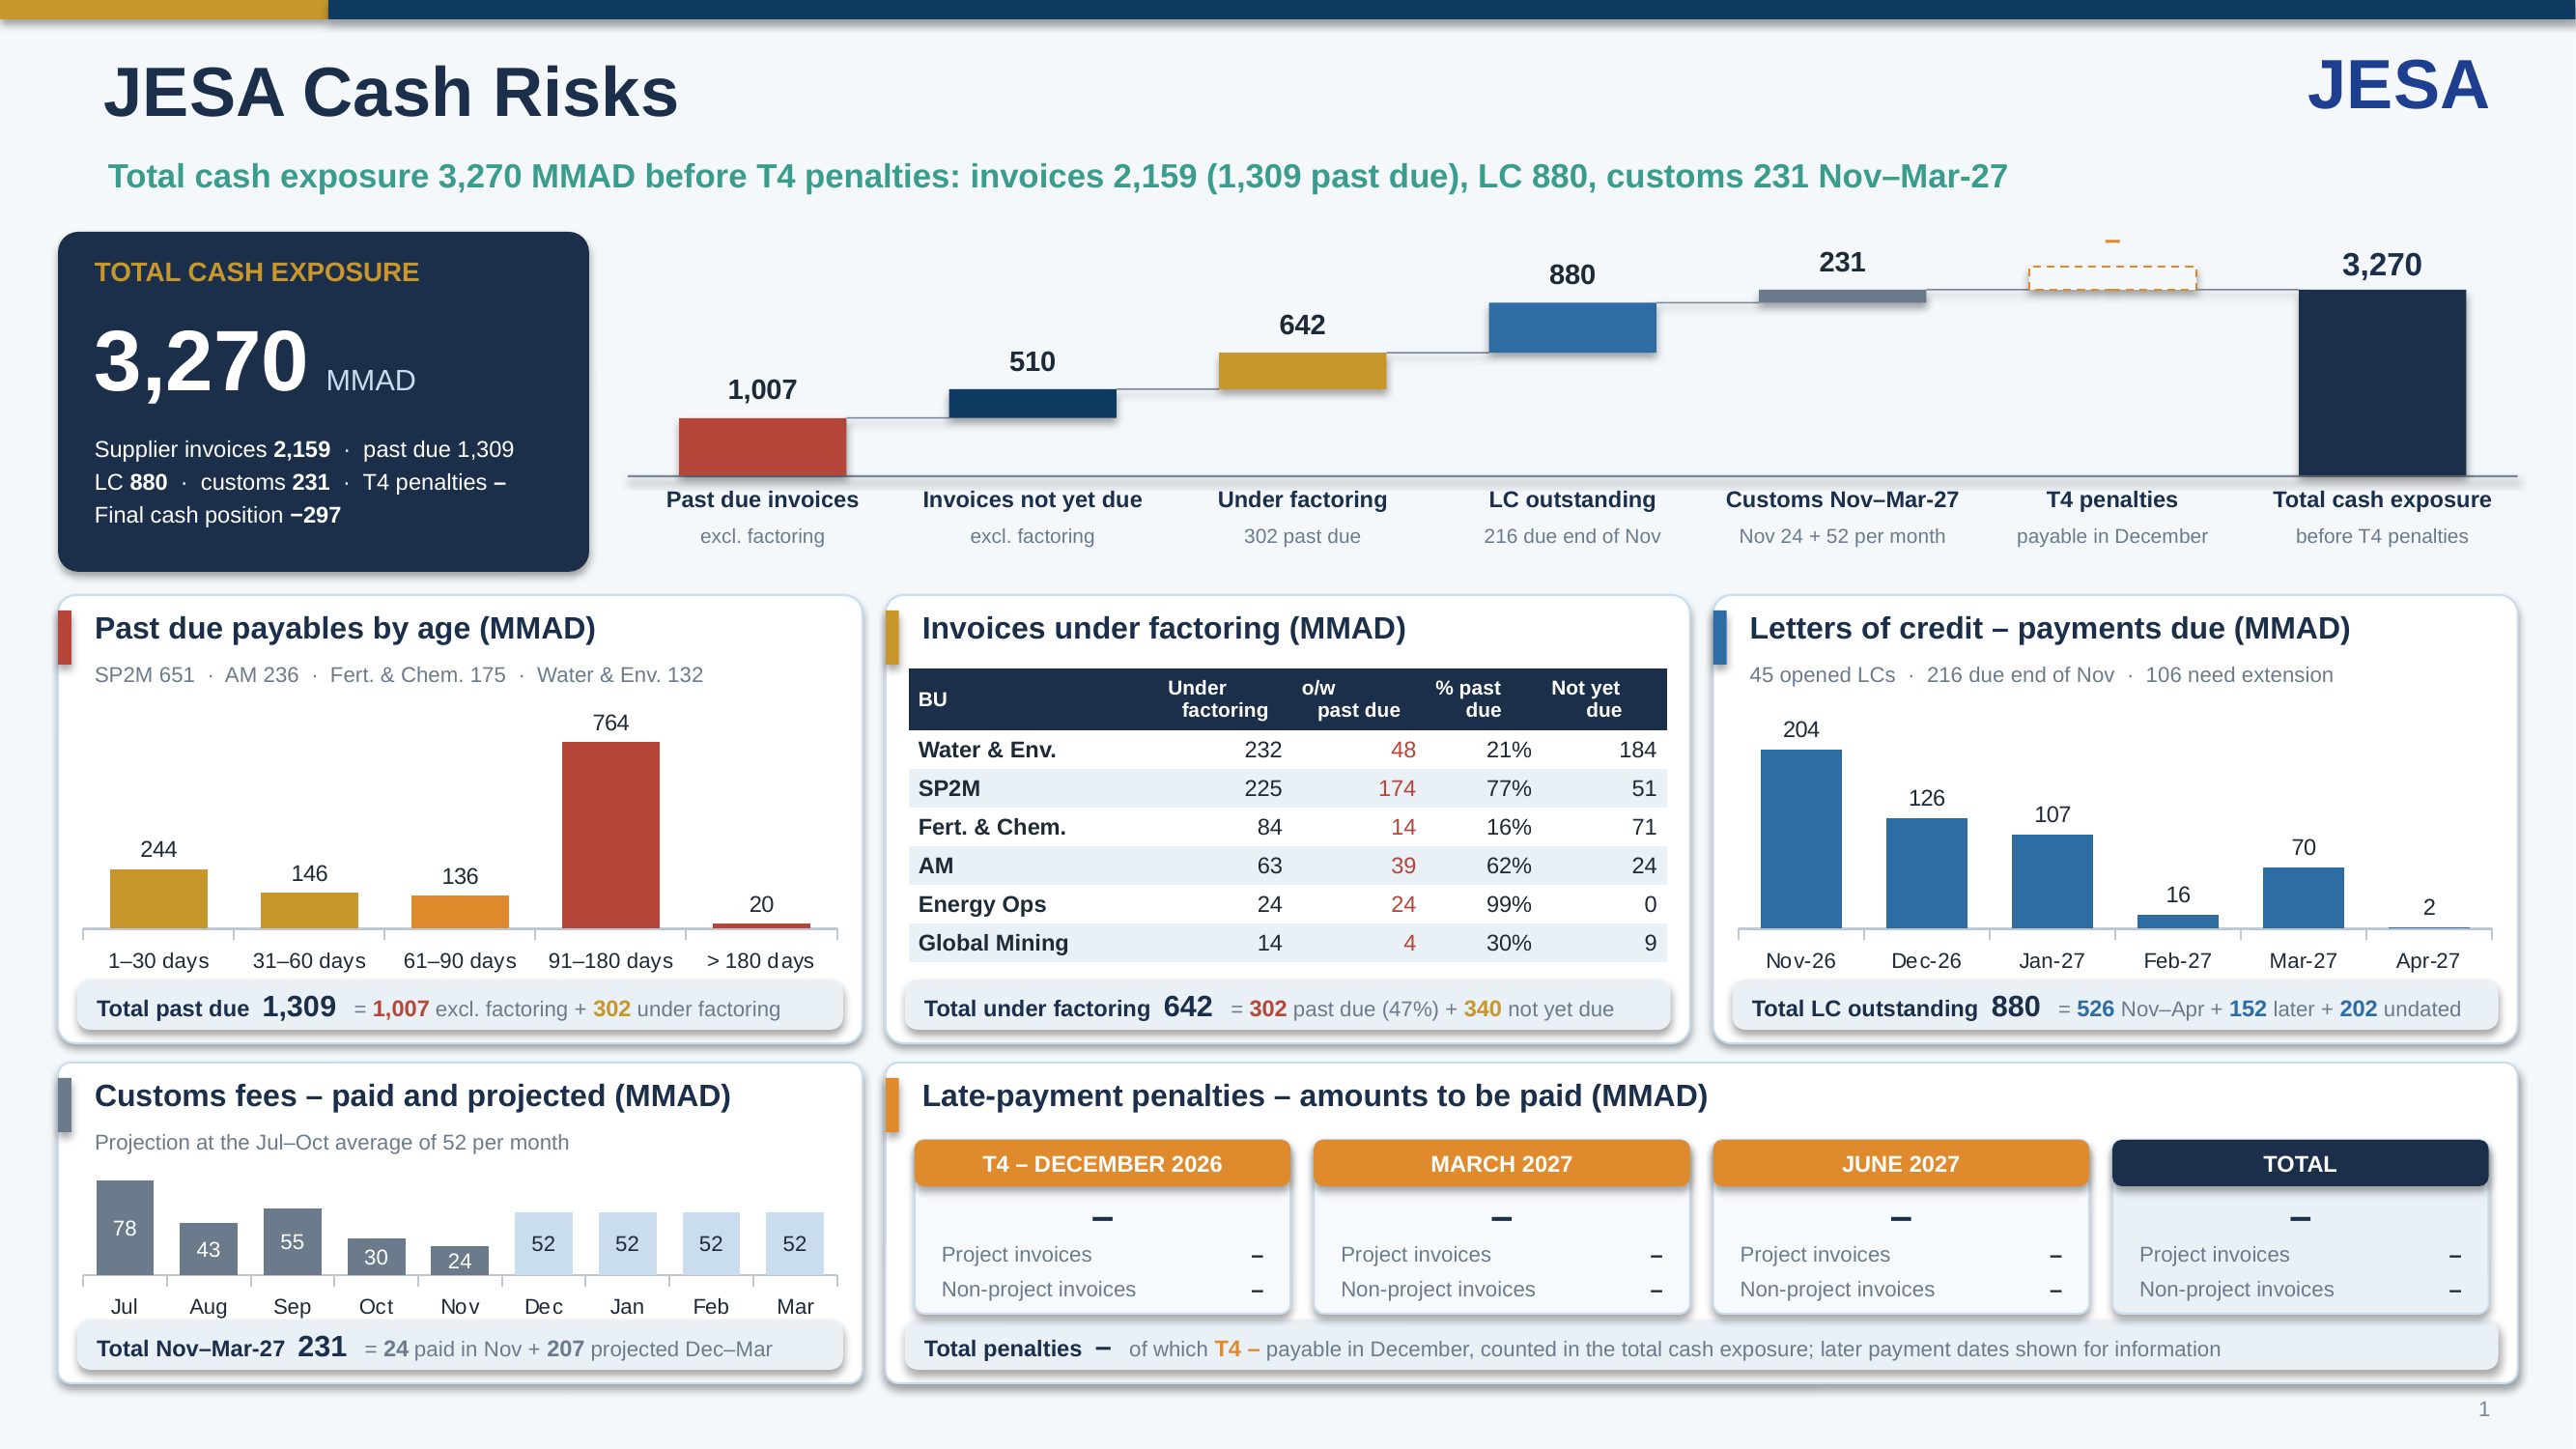 JESA Cash Risks
JESA
Total cash exposure 3,270 MMAD before T4 penalties: invoices 2,159 (1,309 past due), LC 880, customs 231 Nov–Mar-27
TOTAL CASH EXPOSURE
3,270 MMAD
Supplier invoices 2,159 · past due 1,309
LC 880 · customs 231 · T4 penalties –
Final cash position −297
1,007
510
642
880
231
–
3,270
Past due invoices
excl. factoring
Invoices not yet due
excl. factoring
Under factoring
302 past due
LC outstanding
216 due end of Nov
Customs Nov–Mar-27
Nov 24 + 52 per month
T4 penalties
payable in December
Total cash exposure
before T4 penalties
Past due payables by age (MMAD)
SP2M 651 · AM 236 · Fert. & Chem. 175 · Water & Env. 132
244
146
136
764
20
1–30 days
31–60 days
61–90 days
91–180 days
> 180 days
Total past due 1,309 = 1,007 excl. factoring + 302 under factoring
Invoices under factoring (MMAD)
BU Under factoring o/w past due % past due Not yet due
Water & Env. 232 48 21% 184
SP2M 225 174 77% 51
Fert. & Chem. 84 14 16% 71
AM 63 39 62% 24
Energy Ops 24 24 99% 0
Global Mining 14 4 30% 9
Total under factoring 642 = 302 past due (47%) + 340 not yet due
Letters of credit – payments due (MMAD)
45 opened LCs · 216 due end of Nov · 106 need extension
204
126
107
16
70
2
Nov-26
Dec-26
Jan-27
Feb-27
Mar-27
Apr-27
Total LC outstanding 880 = 526 Nov–Apr + 152 later + 202 undated
Customs fees – paid and projected (MMAD)
Projection at the Jul–Oct average of 52 per month
78
43
55
30
24
52
52
52
52
Jul
Aug
Sep
Oct
Nov
Dec
Jan
Feb
Mar
Total Nov–Mar-27 231 = 24 paid in Nov + 207 projected Dec–Mar
Late-payment penalties – amounts to be paid (MMAD)
T4 – DECEMBER 2026
–
Project invoices –
Non-project invoices –
MARCH 2027
–
Project invoices –
Non-project invoices –
JUNE 2027
–
Project invoices –
Non-project invoices –
TOTAL
–
Project invoices –
Non-project invoices –
Total penalties – of which T4 – payable in December, counted in the total cash exposure; later payment dates shown for information
1